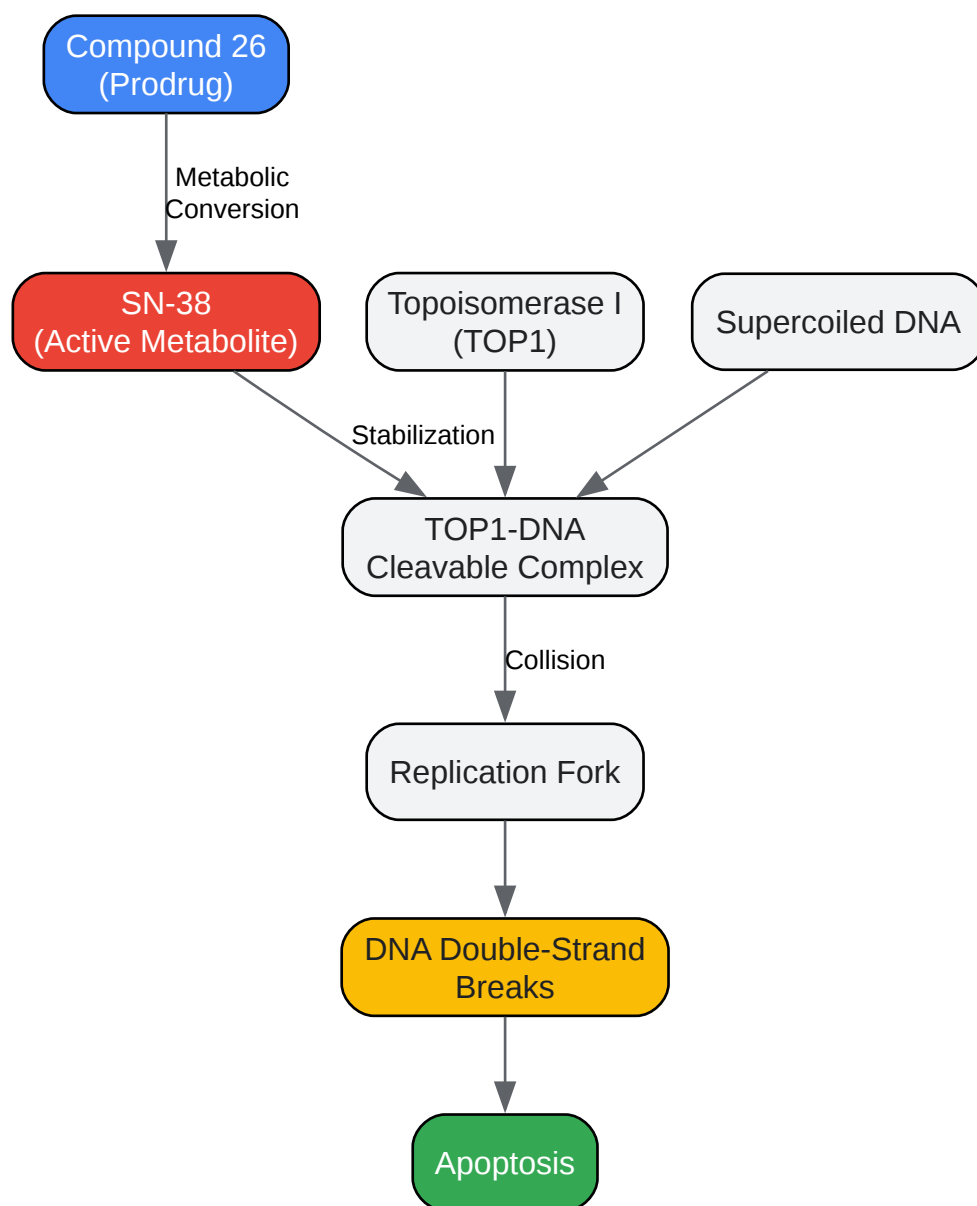 Compound 26
(Prodrug)
Metabolic
Conversion
SN-38
(Active Metabolite)
Topoisomerase I
(TOP1)
Supercoiled DNA
Stabilization
TOP1-DNA
Cleavable Complex
Collision
Replication Fork
DNA Double-Strand
Breaks
Apoptosis